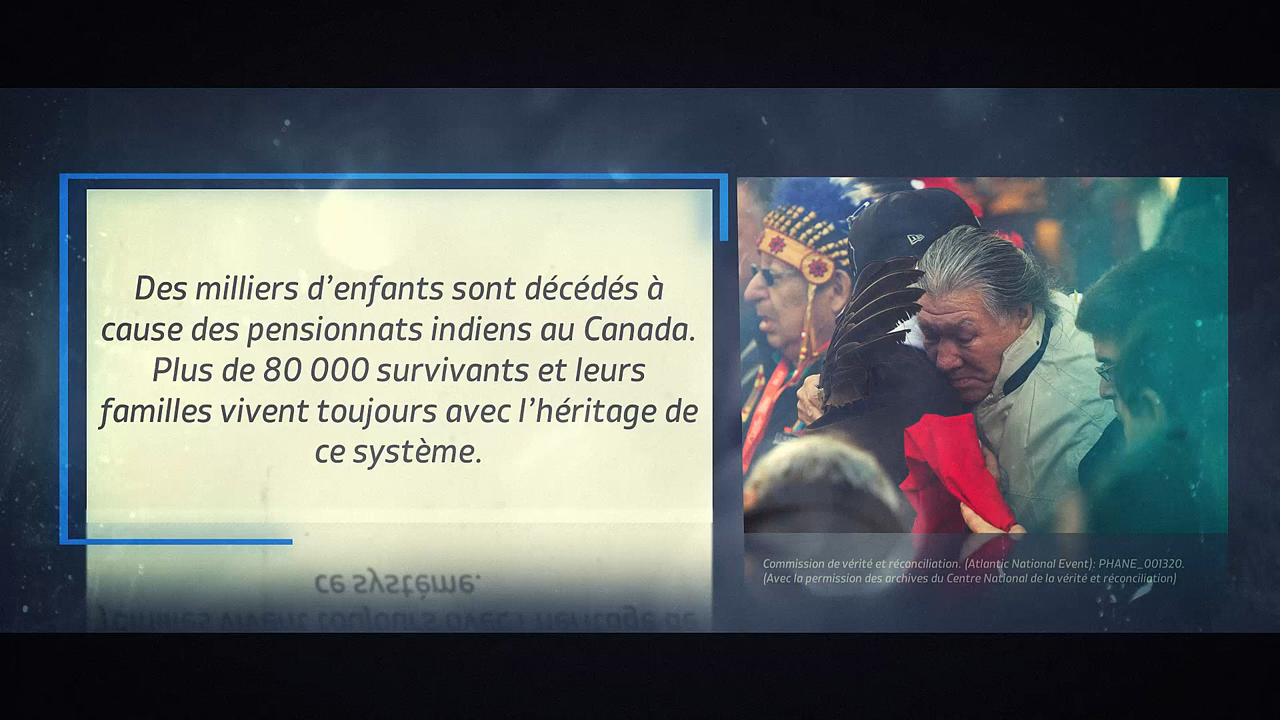 Des milliers d’enfants sont décédés à
cause des pensionnats indiens au Canada.
Plus de 80 000 survivants et leurs
familles vivent toujours avec l’héritage de
ce système.
Commission de vérité et réconciliation. (Atlantic National Event): PHANE_001320.
(Avec la permission des archives du Centre National de la vérité et réconciliation)